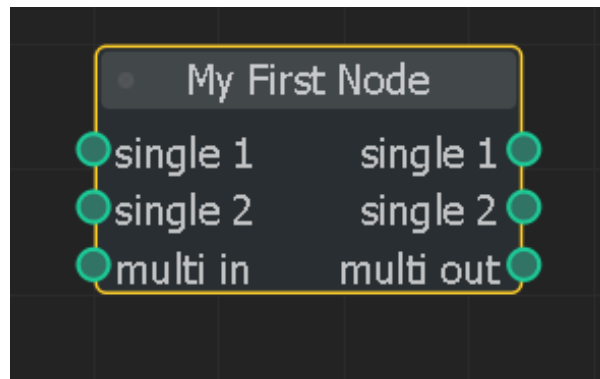 My First Node
single 1 single 1
single 2 single 2
multi in multi out